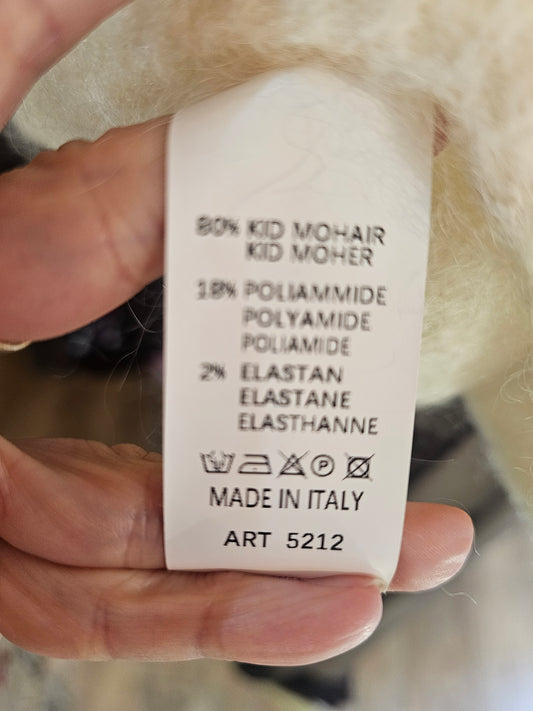 80% KID MOHAIR
KID MOHER
18% POLIAMMIDE
POLYAMIDE
POLIAMIDE
2% ELASTAN
ELASTANE
ELASTHANNE
P
MADE IN ITALY
ART 5212